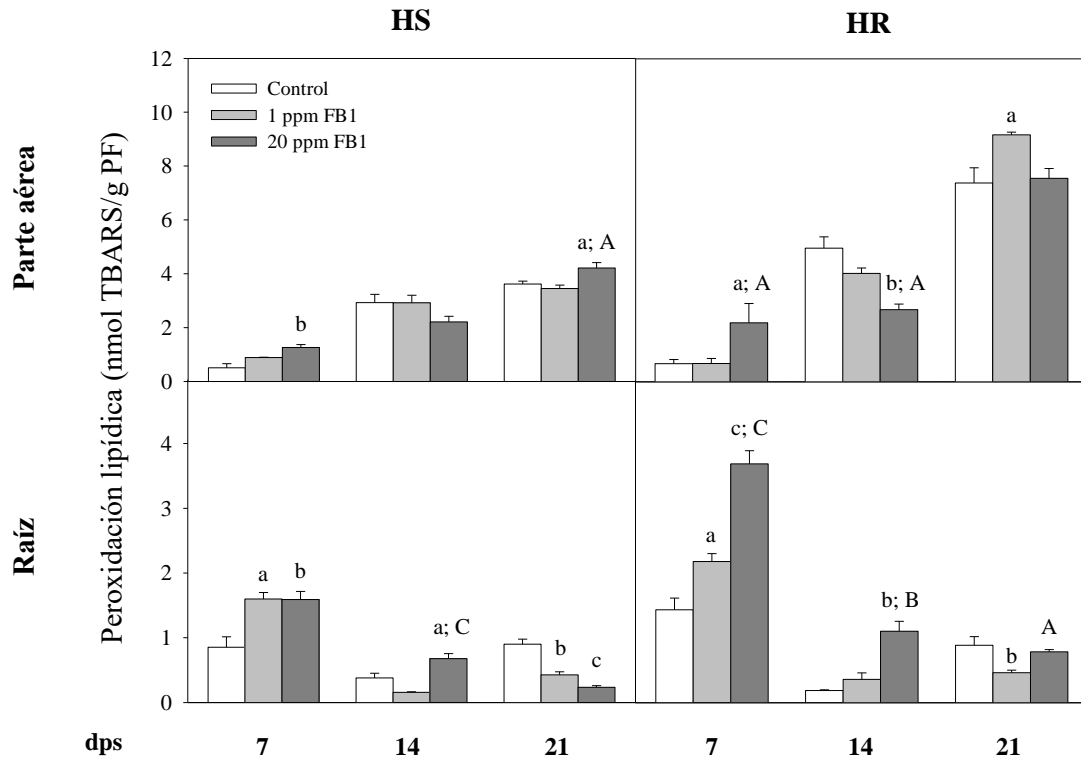 HS
HR
Parte aérea
Raíz
Peroxidación lipídica (nmol TBARS/g PF)
12
10
8
6
4
2
0
Control
1 ppm FB1
20 ppm FB1
b
a; A
a; A
b; A
a
4
3
2
1
0
a
b
a; C
b
c
a
c; C
b; B
b
A
dps
7
14
21
7
14
21